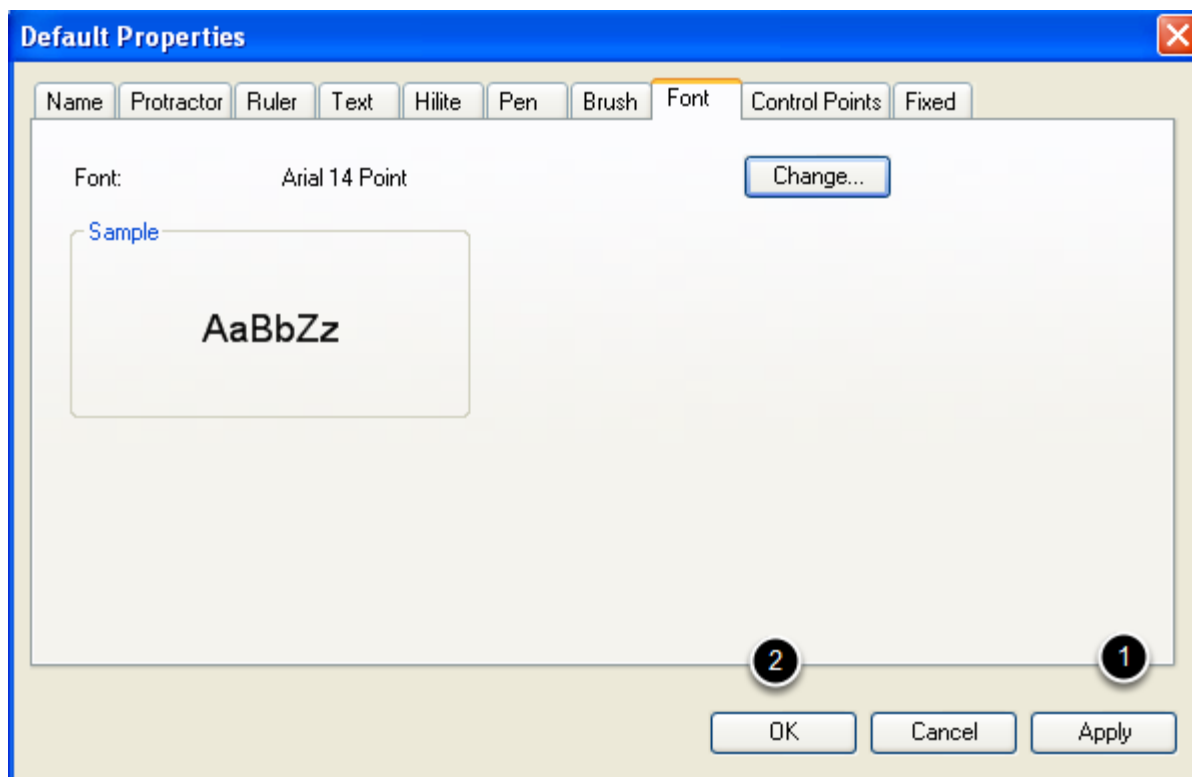 Default Properties
Name Protractor Ruler Text Hilite Pen Brush Font Control Points Fixed
Font: Arial 14 Point Change...
Sample
AaBbZz
2 1
OK Cancel Apply